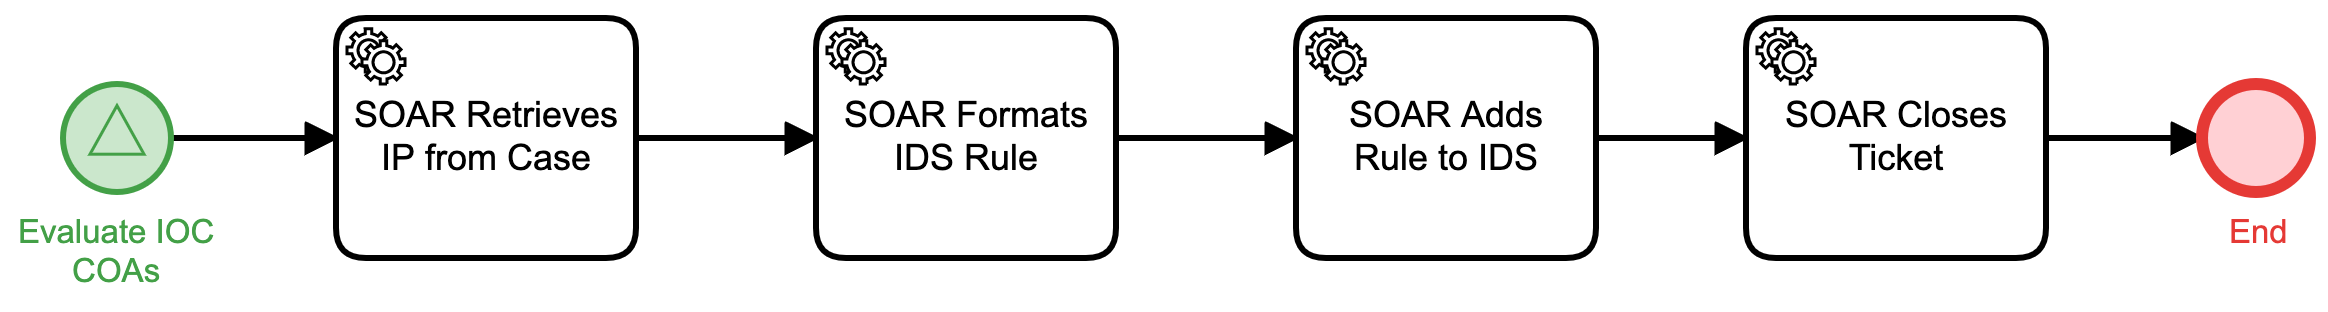 SOAR Retrieves
IP from Case
SOAR Formats
IDS Rule
SOAR Adds
Rule to IDS
SOAR Closes
Ticket
Evaluate IOC
COAs
End